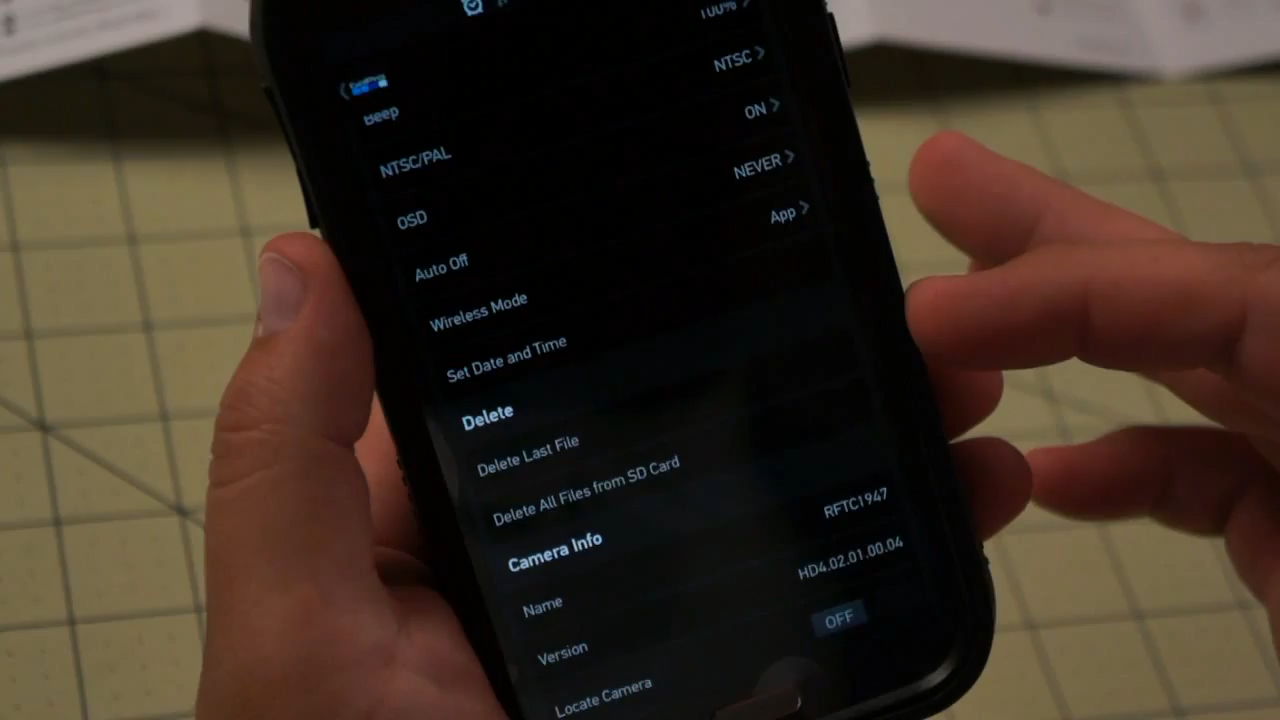 Beep 100%
NTSC/PAL NTSC
OSD ON
Auto Off NEVER
Wireless Mode App
Set Date and Time
Delete
Delete Last File
Delete All Files from SD Card
Camera Info
Name RFTC1947
Version HD4.02.01.00.04
Locate Camera OFF